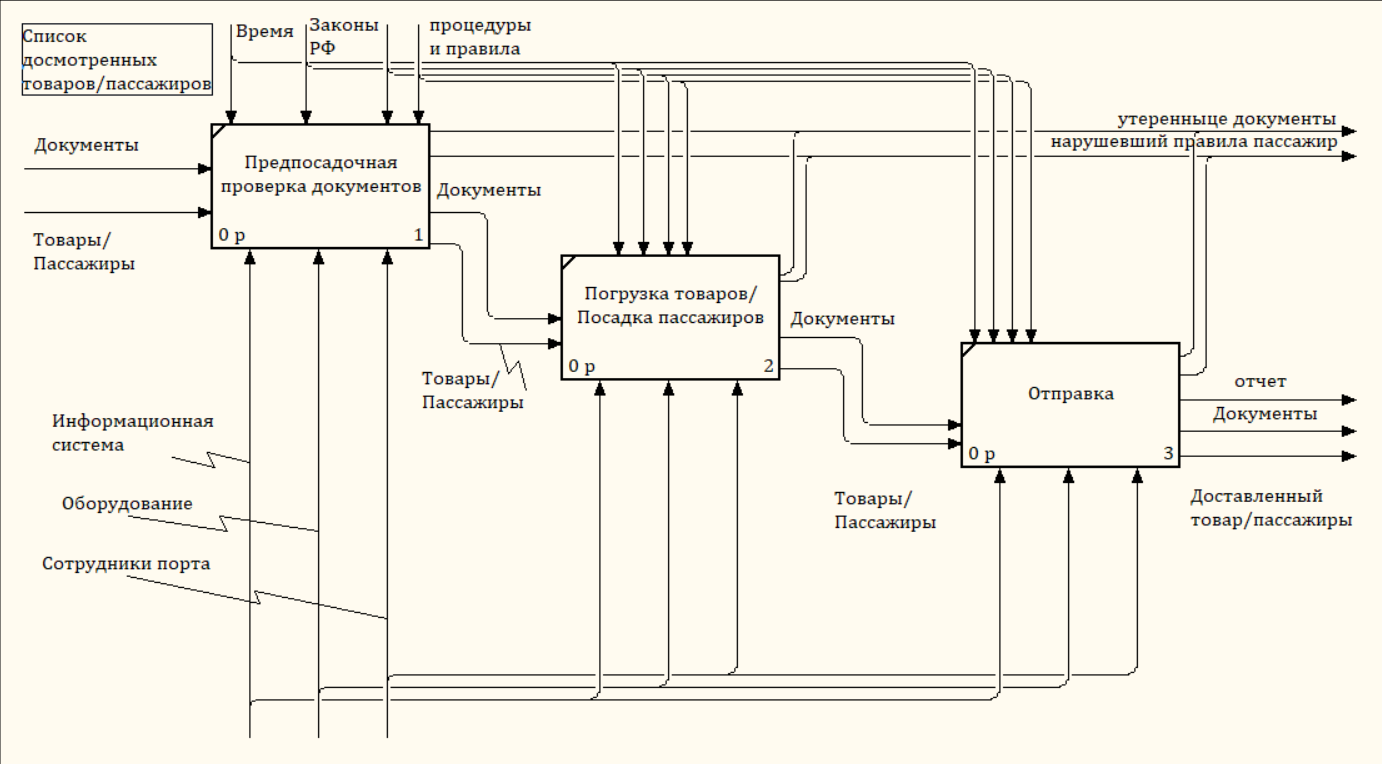 Список
досмотренных
товаров/пассажиров
Время
Законы
РФ
процедуры
и правила
Документы
Товары/
Пассажиры
Предпосадочная
проверка документов
0 р
1
утеренныце документы
нарушевший правила пассажир
Документы
Товары/
Пассажиры
Погрузка товаров/
Посадка пассажиров
0 р
2
Документы
Товары/
Пассажиры
Отправка
0 р
3
отчет
Документы
Доставленный
товар/пассажиры
Информационная
система
Оборудование
Сотрудники порта